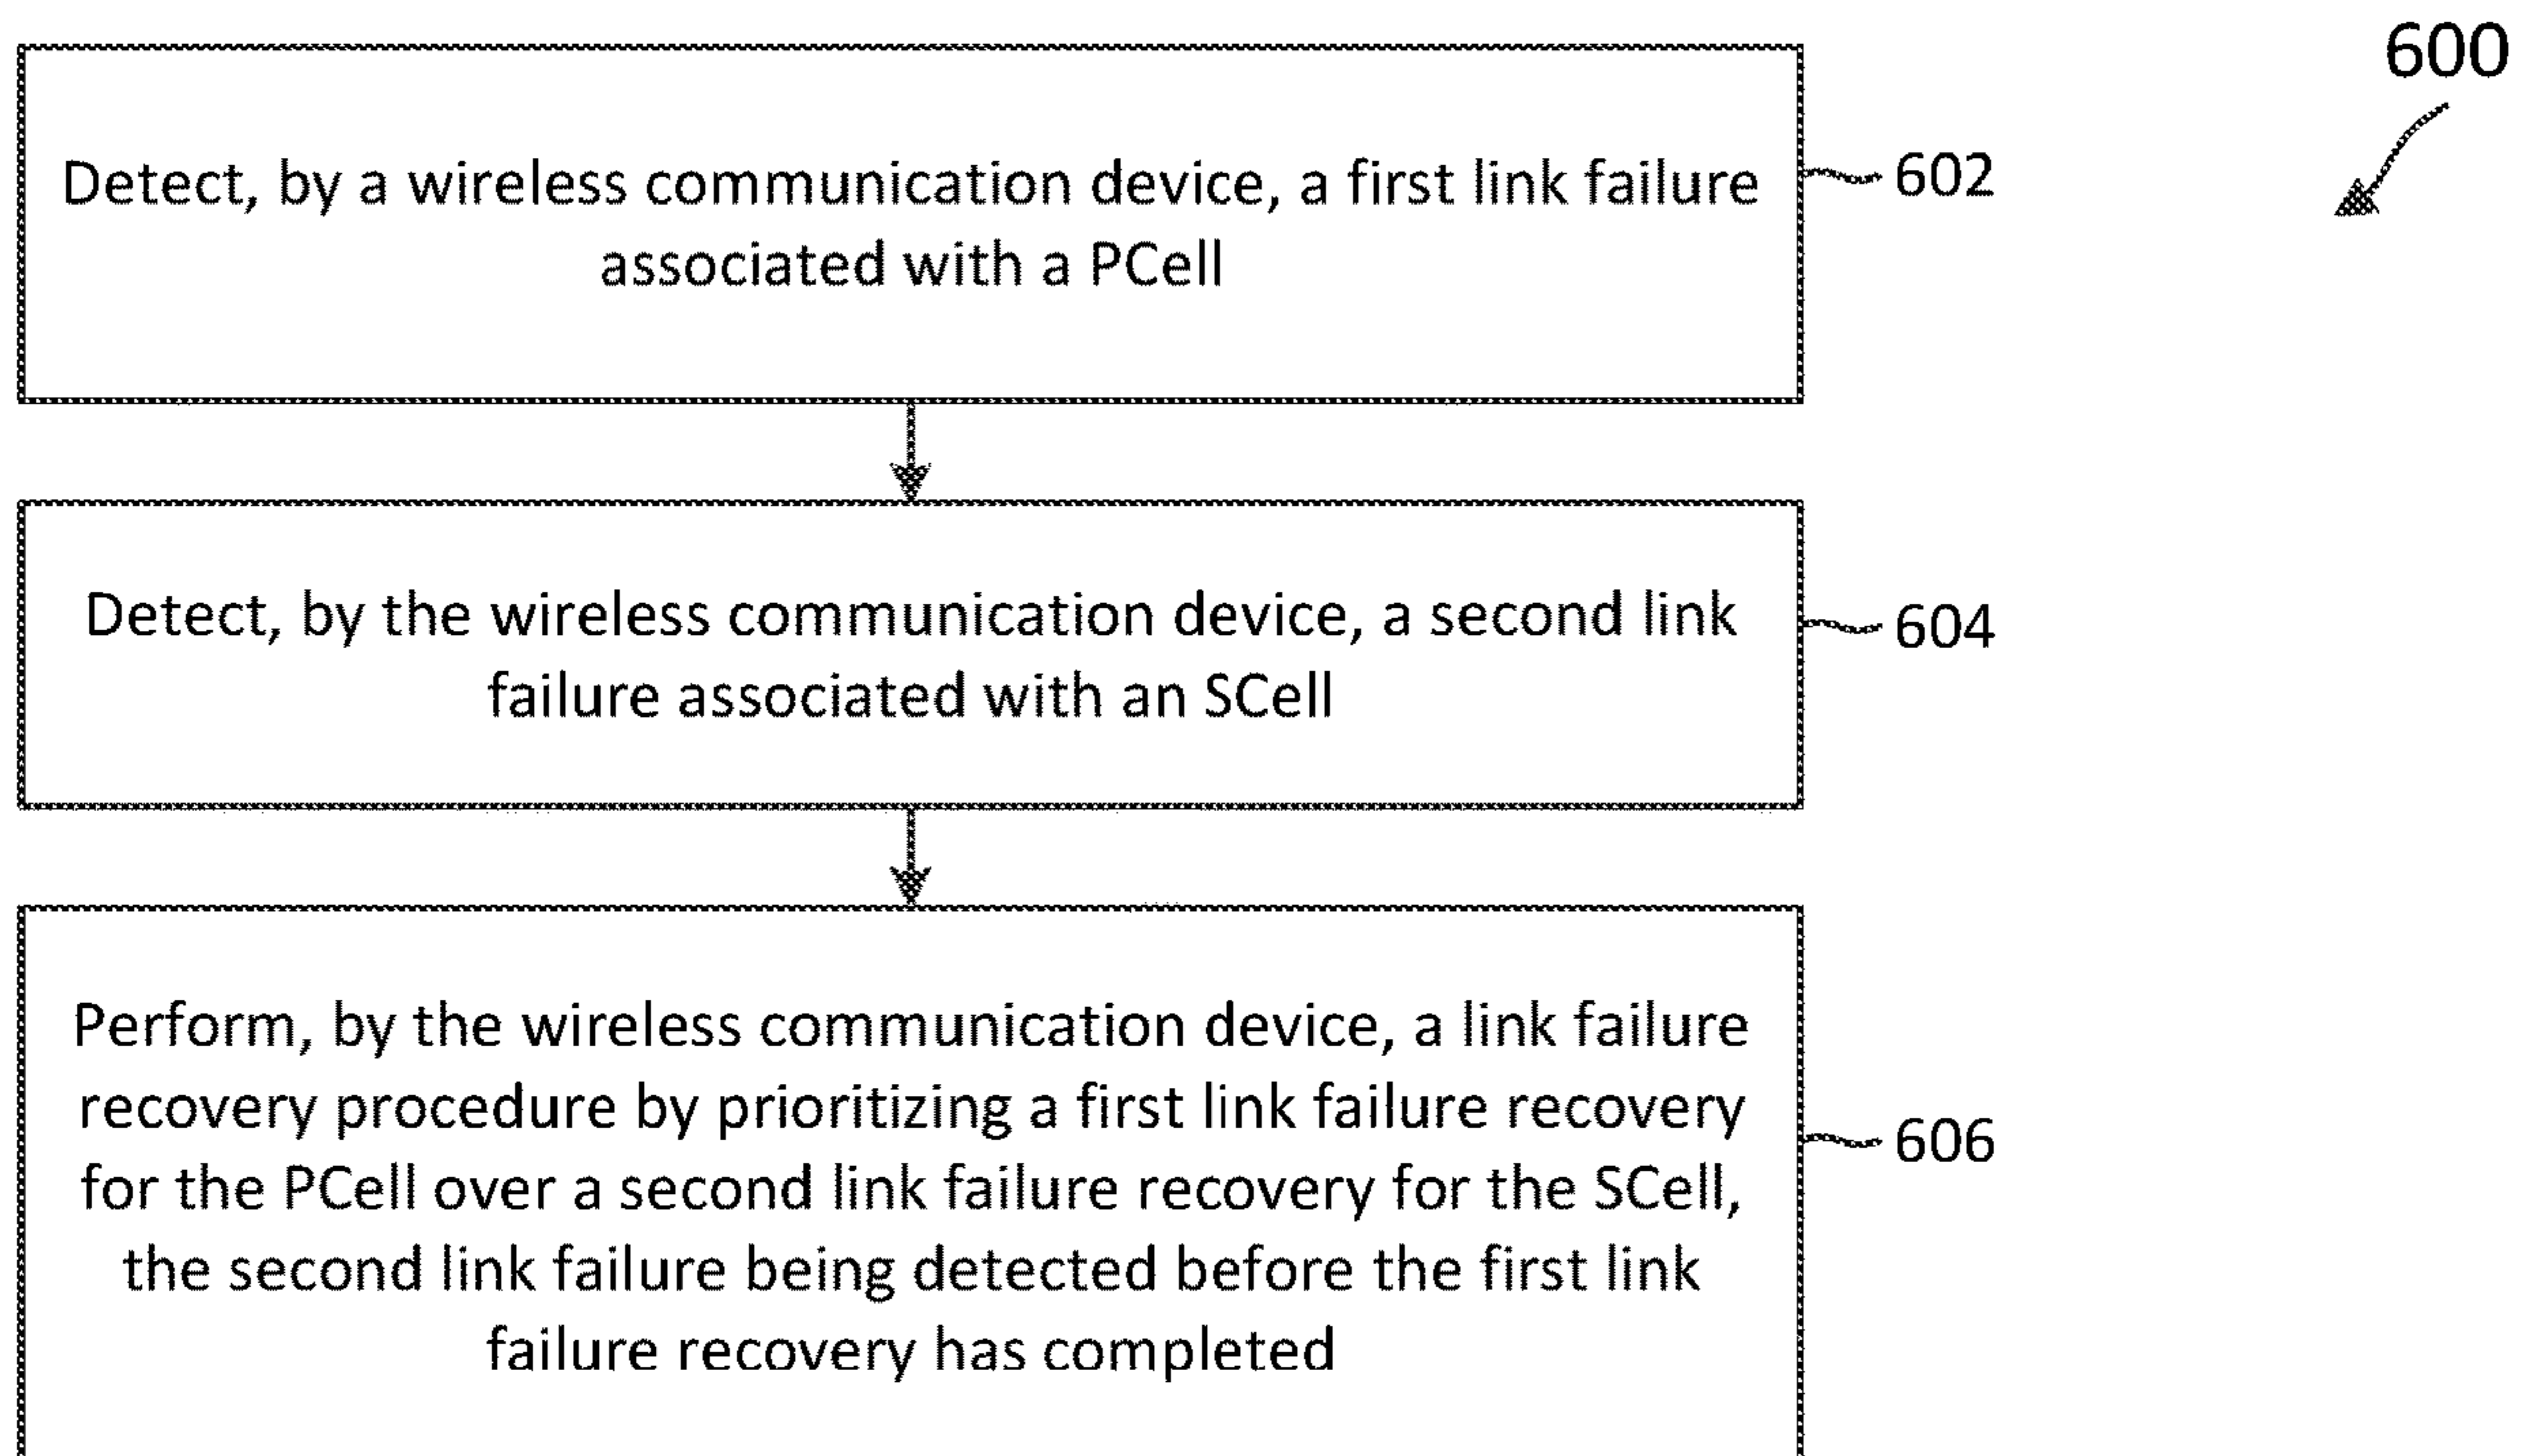 600
Detect, by a wireless communication device, a first link failure
associated with a PCell
602
Detect, by the wireless communication device, a second link
failure associated with an SCell
604
Perform, by the wireless communication device, a link failure
recovery procedure by prioritizing a first link failure recovery
for the PCell over a second link failure recovery for the SCell,
the second link failure being detected before the first link
failure recovery has completed
606